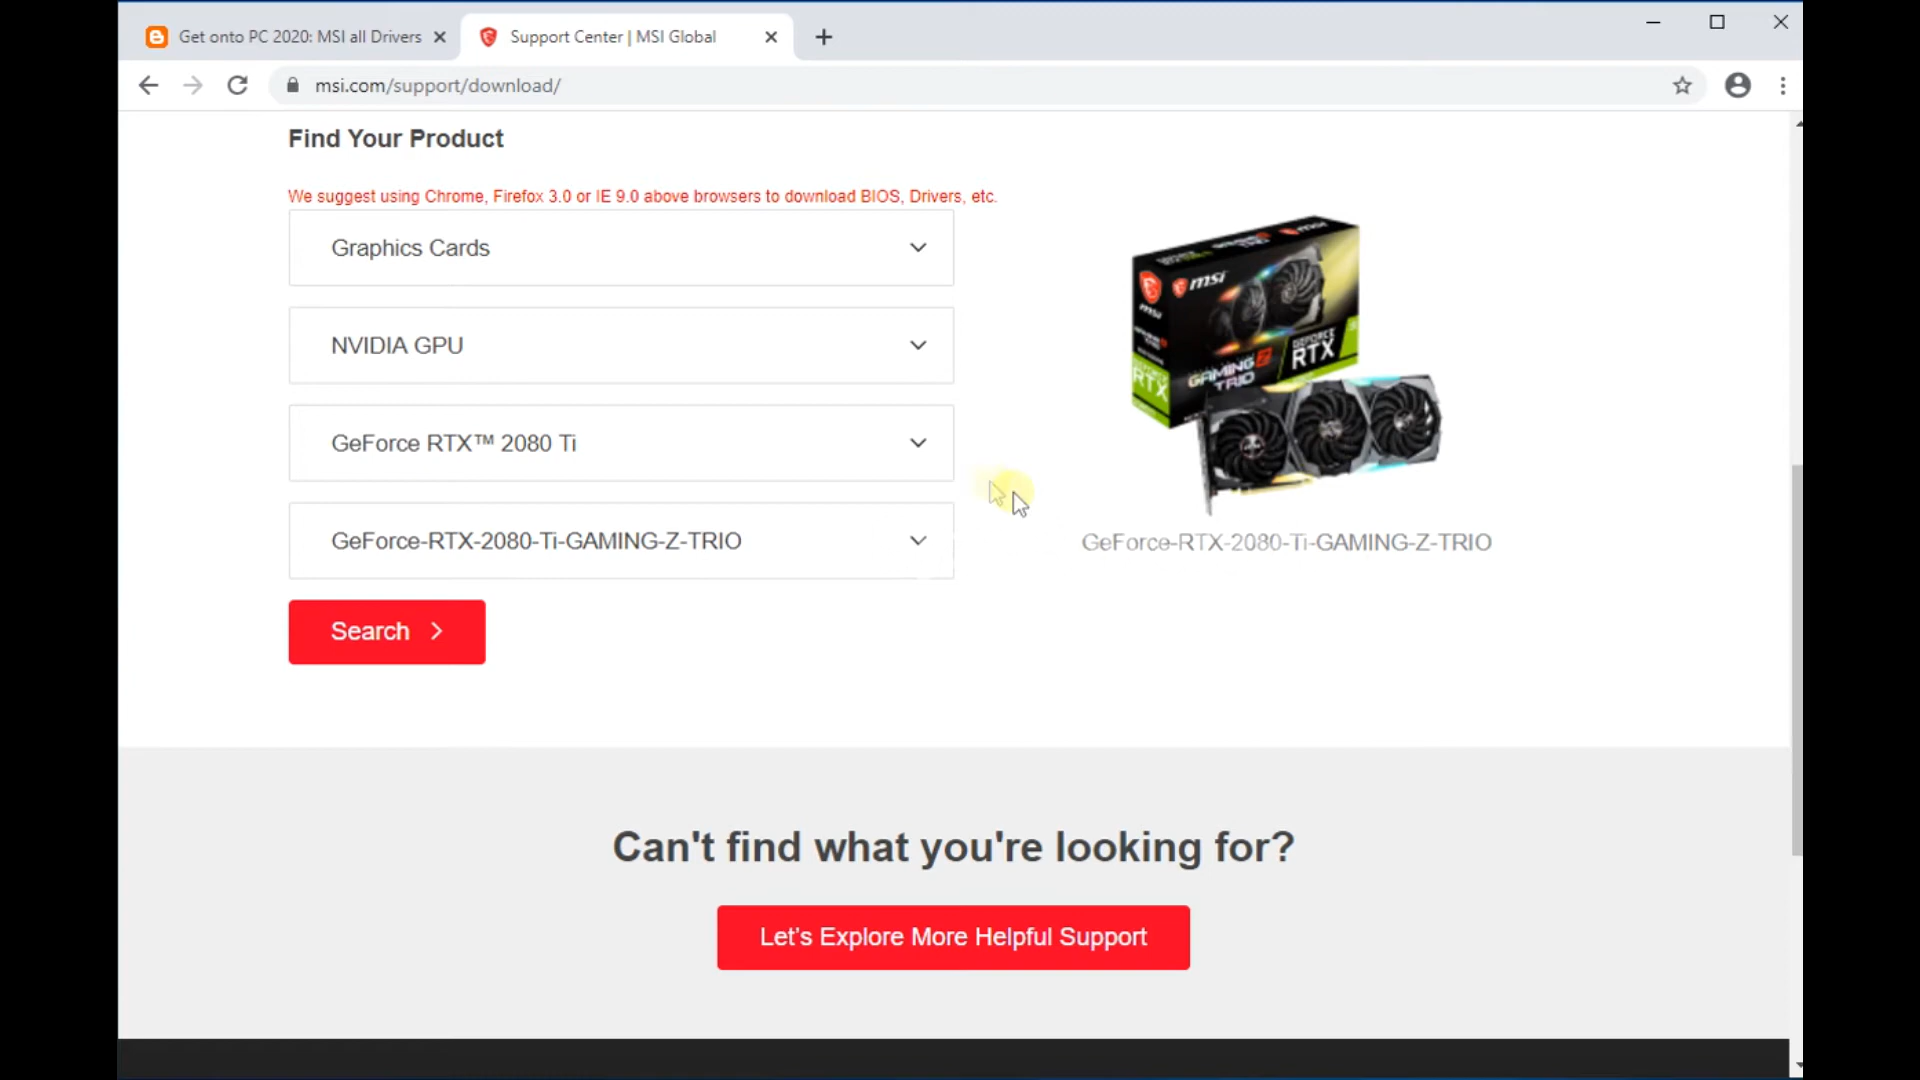 Get onto PC 2020: MSI all Drivers
Support Center | MSI Global
msi.com/support/download/
Find Your Product
We suggest using Chrome, Firefox 3.0 or IE 9.0 above browsers to download BIOS, Drivers, etc.
Graphics Cards
NVIDIA GPU
GeForce RTX™ 2080 Ti
GeForce-RTX-2080-Ti-GAMING-Z-TRIO
Search
msi
msi
GAMING Z
TRIO
GEFORCE
RTX
RTX
GeForce-RTX-2080-Ti-GAMING-Z-TRIO
Can't find what you're looking for?
Let's Explore More Helpful Support